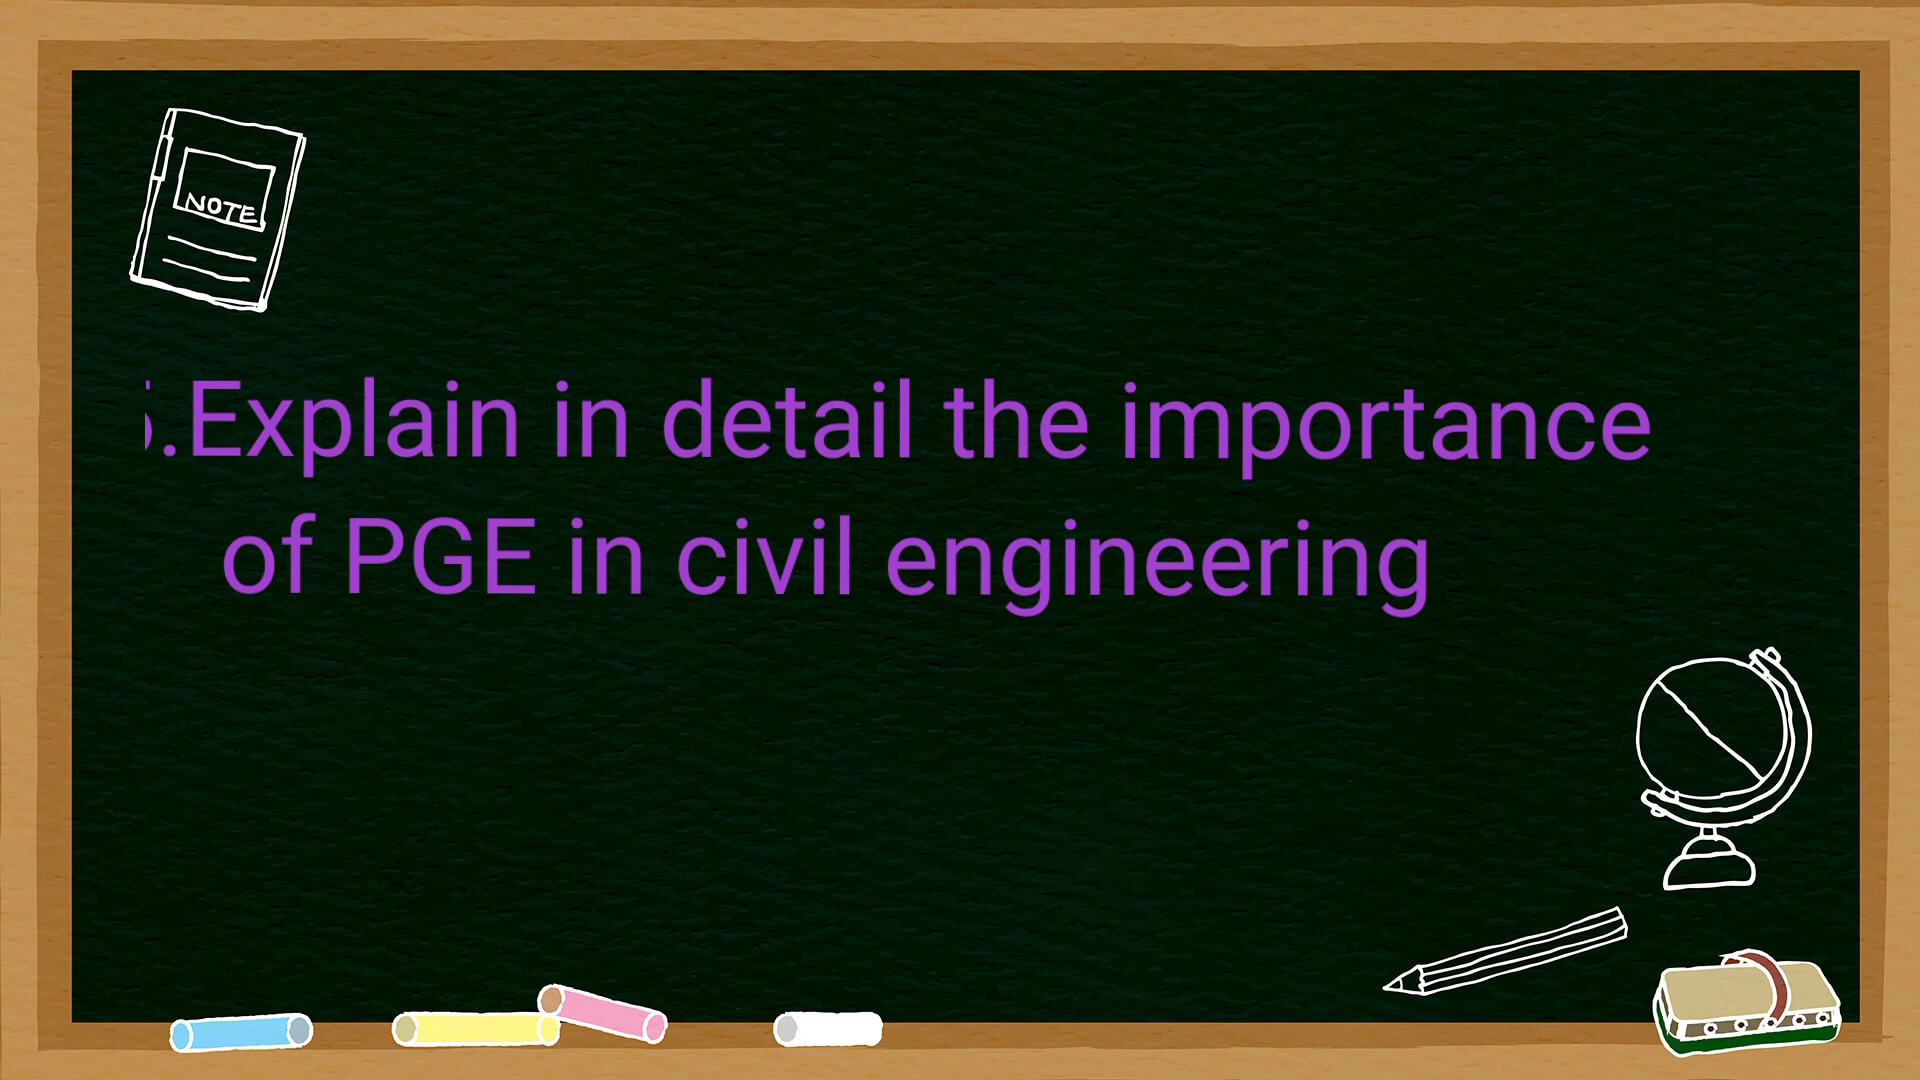 NOTE
.Explain in detail the importance
of PGE in civil engineering